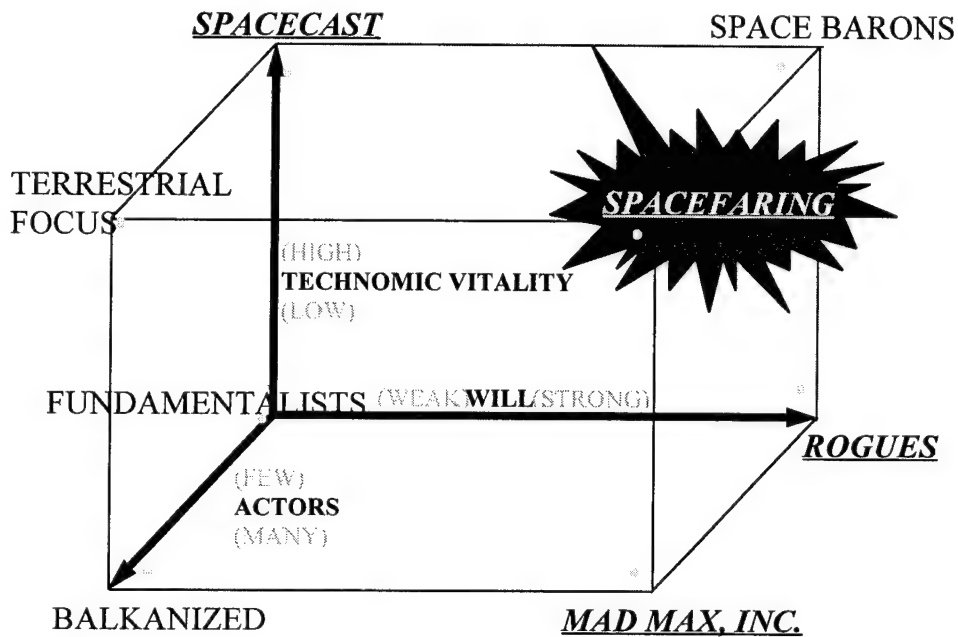 SPACECAST
SPACE BARONS
TERRESTRIAL
FOCUS
SPACEFARING
(HIGH)
TECHNOMIC VITALITY
(LOW)
FUNDAMENTALISTS
(WEAK)WILL(STRONG)
ROGUES
(FEW)
ACTORS
(MANY)
BALKANIZED
MAD MAX, INC.